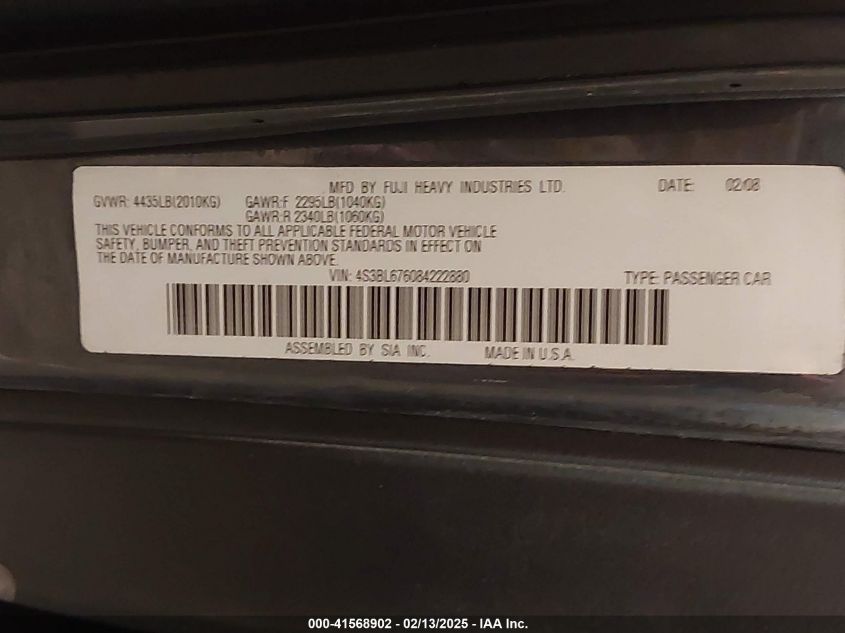 MFD BY FUJI HEAVY INDUSTRIES LTD. DATE: 02/08
GVWR: 4435LB(2010KG) GAWR:F 2295LB(1040KG)
GAWR:R 2340LB(1060KG)
THIS VEHICLE CONFORMS TO ALL APPLICABLE FEDERAL MOTOR VEHICLE
SAFETY, BUMPER, AND THEFT PREVENTION STANDARDS IN EFFECT ON
THE DATE OF MANUFACTURE SHOWN ABOVE.
VIN: 4S3BL676084222880 TYPE: PASSENGER CAR
ASSEMBLED BY SIA INC. MADE IN U.S.A.
000-41568902 - 02/13/2025 - IAA Inc.